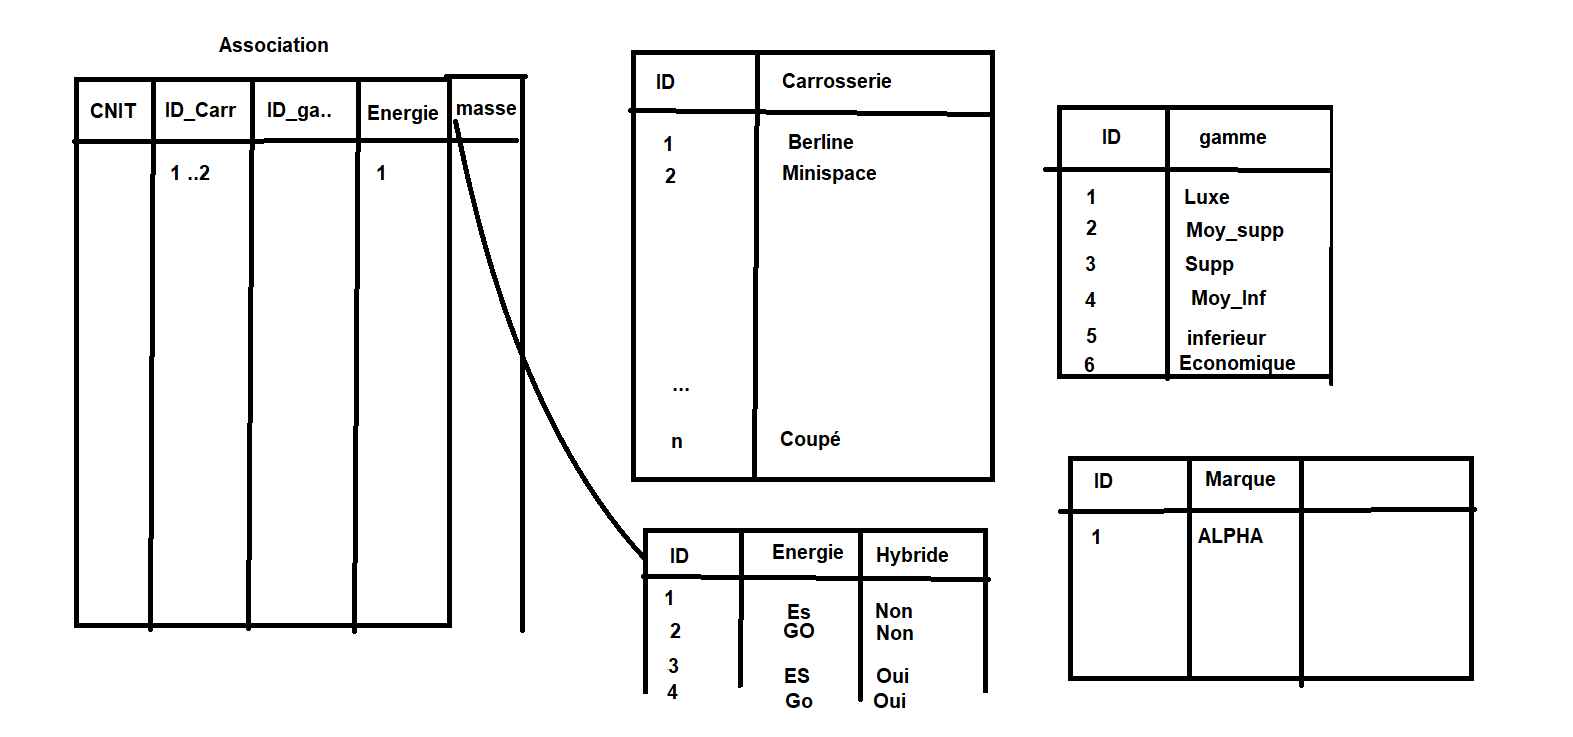 Association
CNIT ID_Carr ID_ga.. Energie masse
1 ..2 1
ID Carrosserie
1 Berline
2 Minispace
...
n Coupé
ID gamme
1 Luxe
2 Moy_supp
3 Supp
4 Moy_Inf
5 inferieur
6 Economique
ID Energie Hybride
1 Es Non
2 GO Non
3 ES Oui
4 Go Oui
ID Marque
1 ALPHA